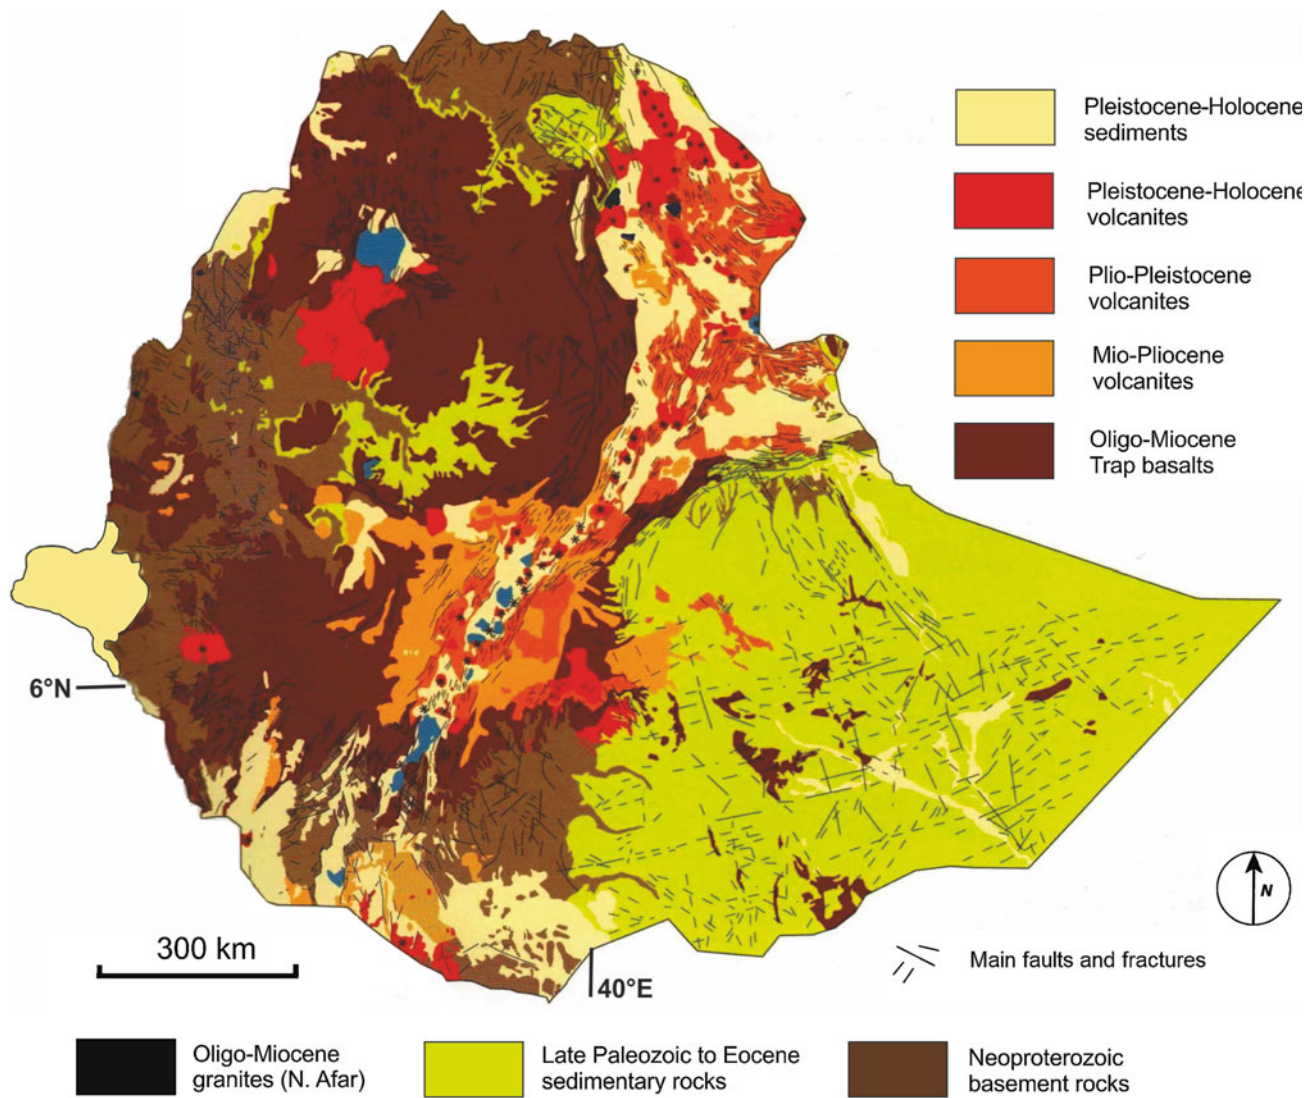 Pleistocene-Holocene
sediments
Pleistocene-Holocene
volcanites
Plio-Pleistocene
volcanites
Mio-Pliocene
volcanites
Oligo-Miocene
Trap basalts
6°N
300 km
40°E
N
Main faults and fractures
Oligo-Miocene
granites (N. Afar)
Late Paleozoic to Eocene
sedimentary rocks
Neoproterozoic
basement rocks